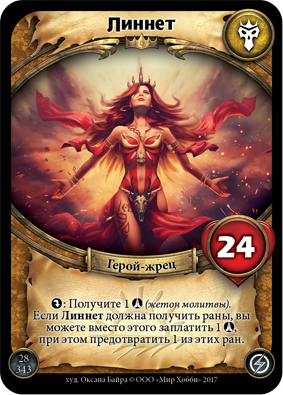 Линнет
Герой-жрец
24
: Получите 1 (жетон молитвы).
Если Линнет должна получить раны, вы
можете вместо этого заплатить 1 ,
при этом предотвратить 1 из этих ран.
28
343
худ. Оксана Байра © ООО «Мир Хобби» 2017